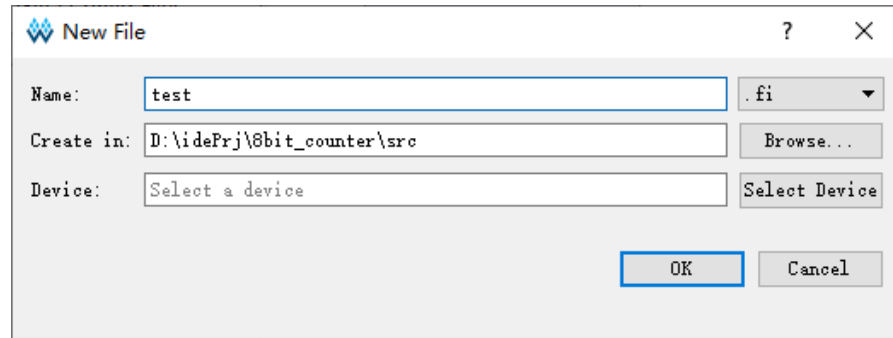 New File
Name: test .fi
Create in: D:\idePrj\8bit_counter\src Browse...
Device: Select a device Select Device
OK Cancel